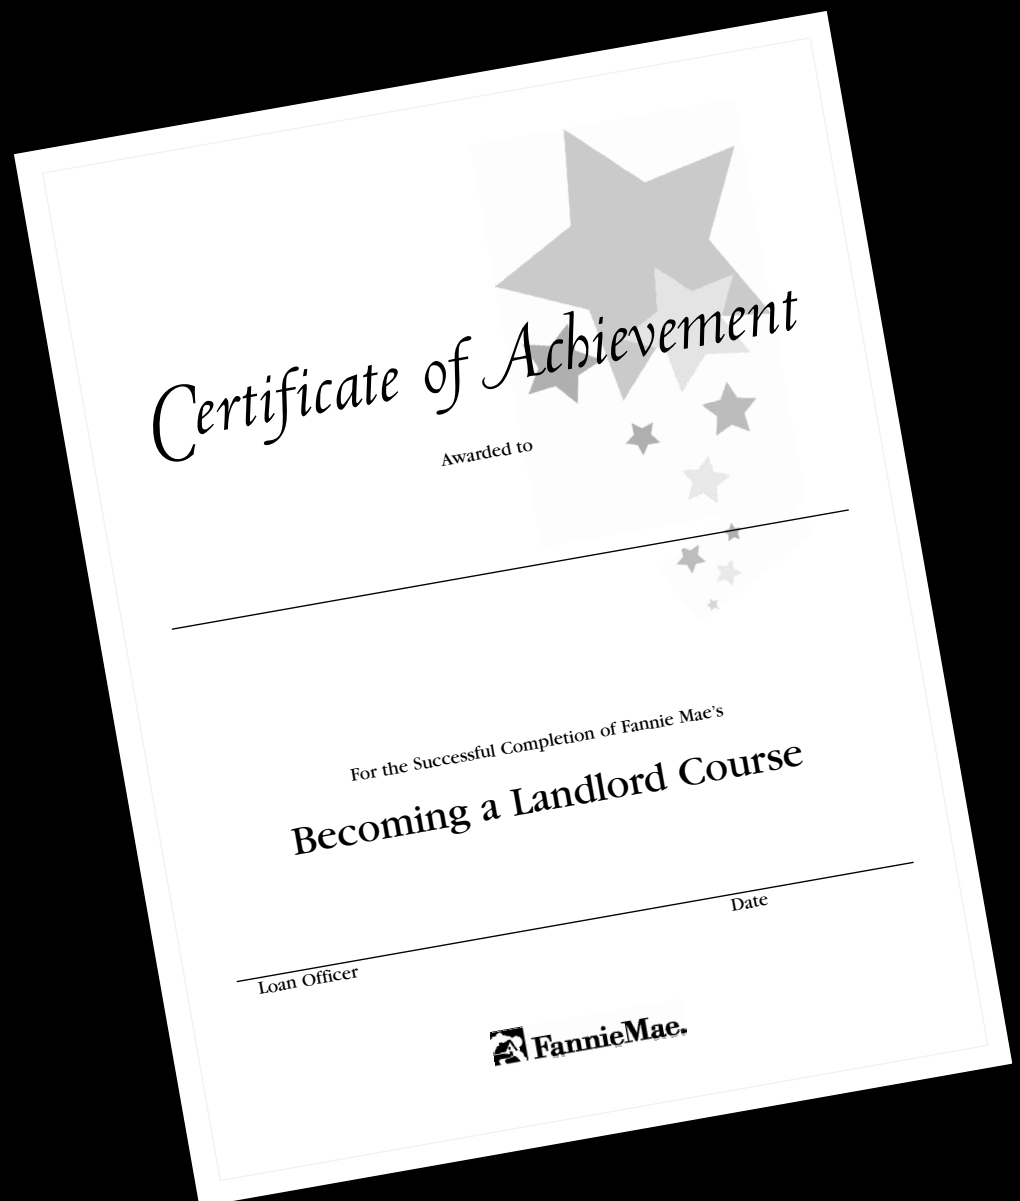 Certificate of Achievement
Awarded to
For the Successful Completion of Fannie Mae's
Becoming a Landlord Course
Date
Loan Officer
FannieMae.